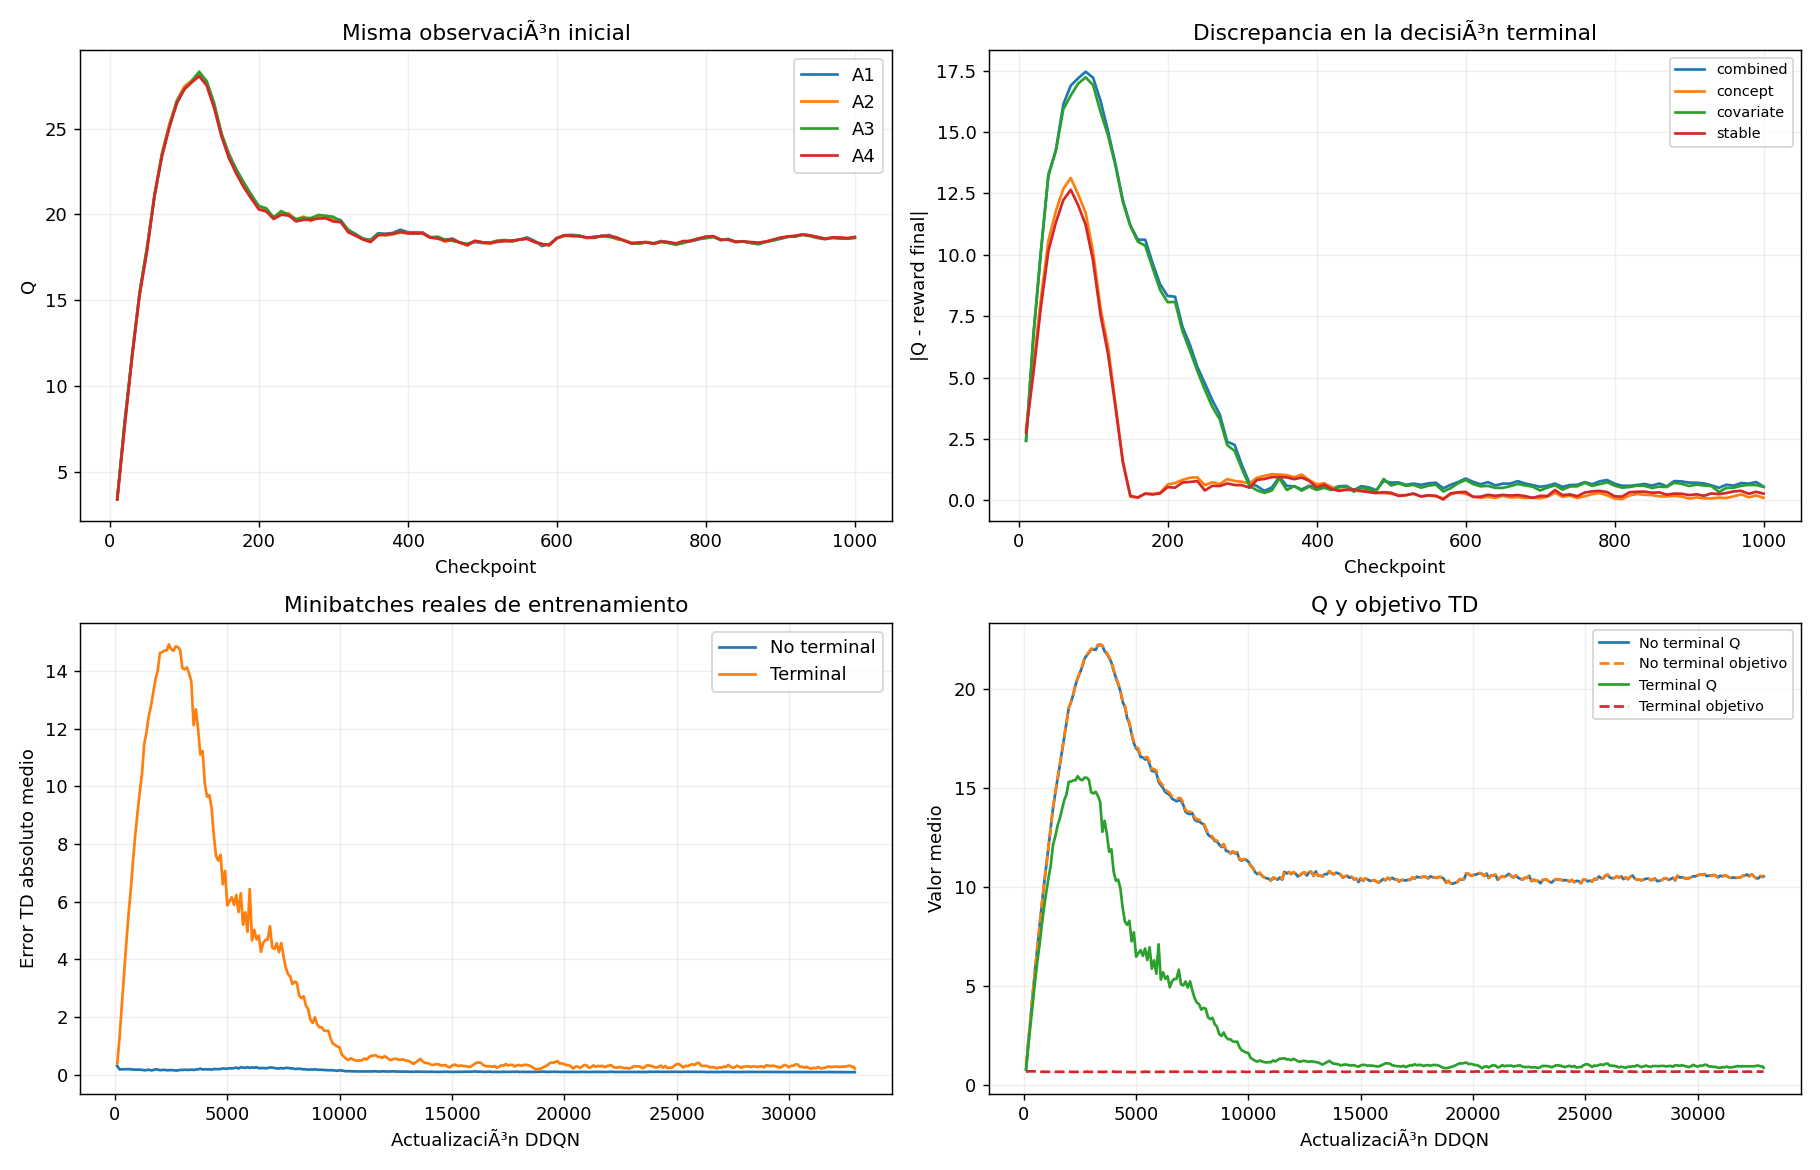 Misma observaciÃ³n inicial
Q
25
20
15
10
5
A1
A2
A3
A4
0 200 400 600 800 1000
Checkpoint
Discrepancia en la decisiÃ³n terminal
|Q - reward final|
17.5
15.0
12.5
10.0
7.5
5.0
2.5
0.0
combined
concept
covariate
stable
0 200 400 600 800 1000
Checkpoint
Minibatches reales de entrenamiento
Error TD absoluto medio
14
12
10
8
6
4
2
0
No terminal
Terminal
0 5000 10000 15000 20000 25000 30000
ActualizaciÃ³n DDQN
Q y objetivo TD
Valor medio
20
15
10
5
0
No terminal Q
No terminal objetivo
Terminal Q
Terminal objetivo
0 5000 10000 15000 20000 25000 30000
ActualizaciÃ³n DDQN